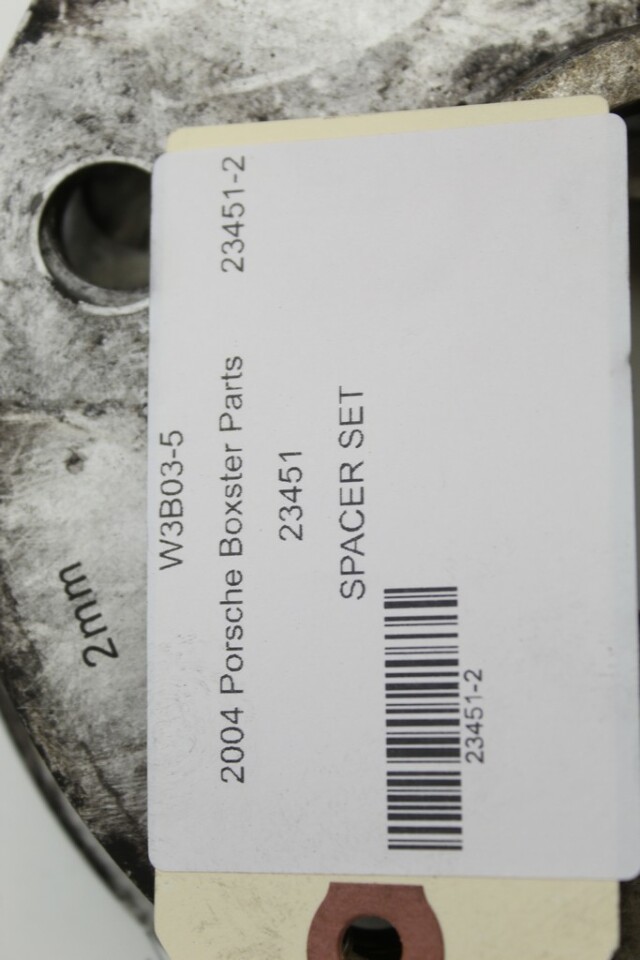 W3B03-5
2004 Porsche Boxster Parts 23451-2
23451
SPACER SET
23451-2
2mm